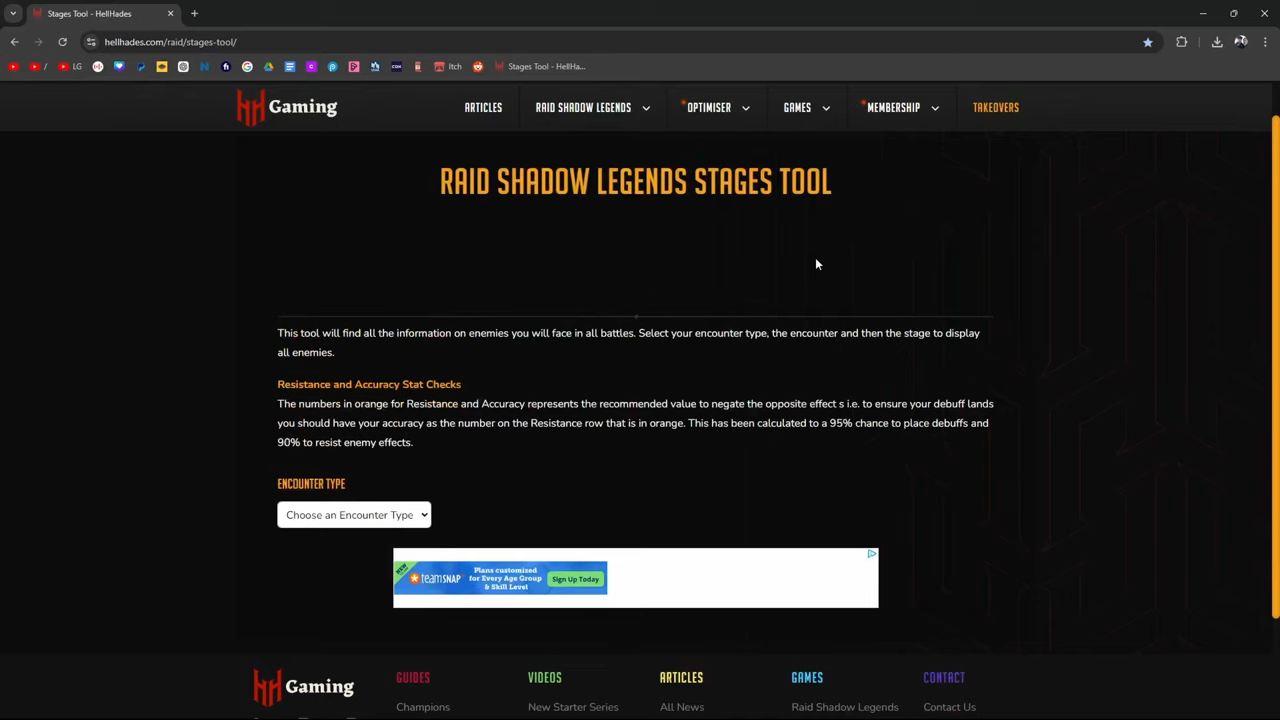 Stages Tool - HellHades
hellhades.com/raid/stages-tool/
/
LG
Itch
Stages Tool - HellHa...
Gaming
ARTICLES
RAID SHADOW LEGENDS
*OPTIMISER
GAMES
*MEMBERSHIP
TAKEOVERS
RAID SHADOW LEGENDS STAGES TOOL
This tool will find all the information on enemies you will face in all battles. Select your encounter type, the encounter and then the stage to display
all enemies.
Resistance and Accuracy Stat Checks
The numbers in orange for Resistance and Accuracy represents the recommended value to negate the opposite effect s i.e. to ensure your debuff lands
you should have your accuracy as the number on the Resistance row that is in orange. This has been calculated to a 95% chance to place debuffs and
90% to resist enemy effects.
ENCOUNTER TYPE
Choose an Encounter Type
NEW
teamSNAP
Plans customized
for Every Age Group
& Skill Level
Sign Up Today
Gaming
GUIDES
VIDEOS
ARTICLES
GAMES
CONTACT
Champions
New Starter Series
All News
Raid Shadow Legends
Contact Us